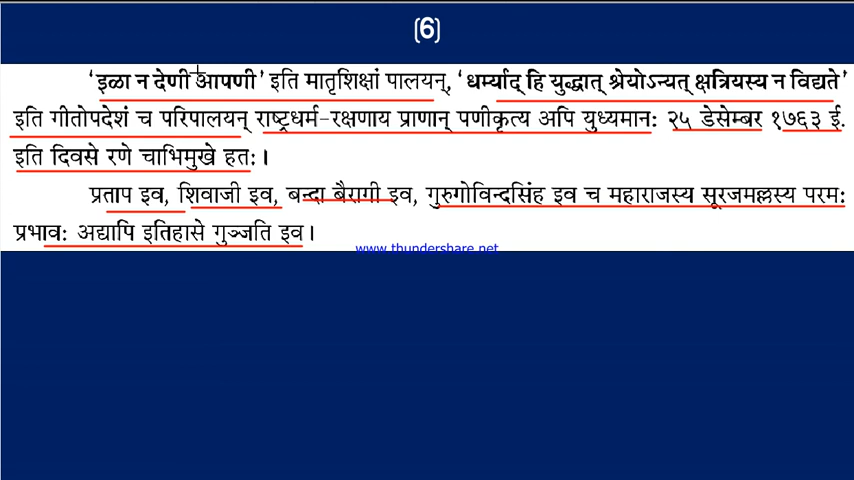 (6)
'इळा न देणी आपणी' इति मातृशिक्षां पालयन्, 'धर्म्याद् हि युद्धात् श्रेयोऽन्यत् क्षत्रियस्य न विद्यते'
इति गीतोपदेशं च परिपालयन् राष्ट्रधर्म-रक्षणाय प्राणान् पणीकृत्य अपि युध्यमानः २५ डेसेम्बर १७६३ ई.
इति दिवसे रणे चाभिमुखे हतः।
प्रताप इव, शिवाजी इव, बन्दा बैरागी इव, गुरुगोविन्दसिंह इव च महाराजस्य सूरजमल्लस्य परमः
प्रभावः अद्यापि इतिहासे गुञ्जति इव।
www.thundershare.net